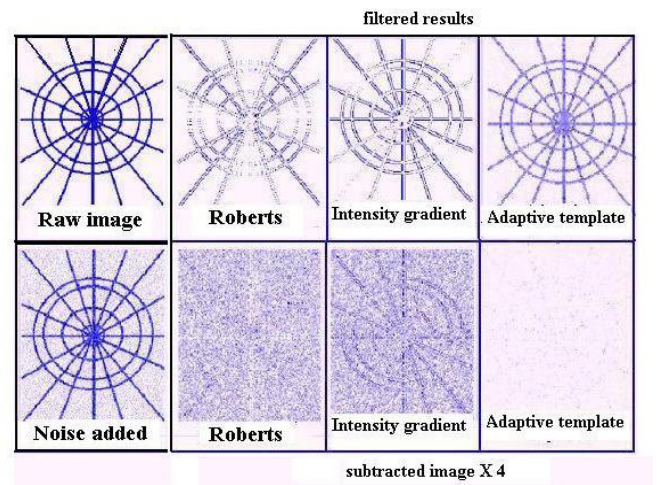 filtered results
Raw image
Roberts
Intensity gradient
Adaptive template
Noise added
Roberts
Intensity gradient
Adaptive template
subtracted image X 4